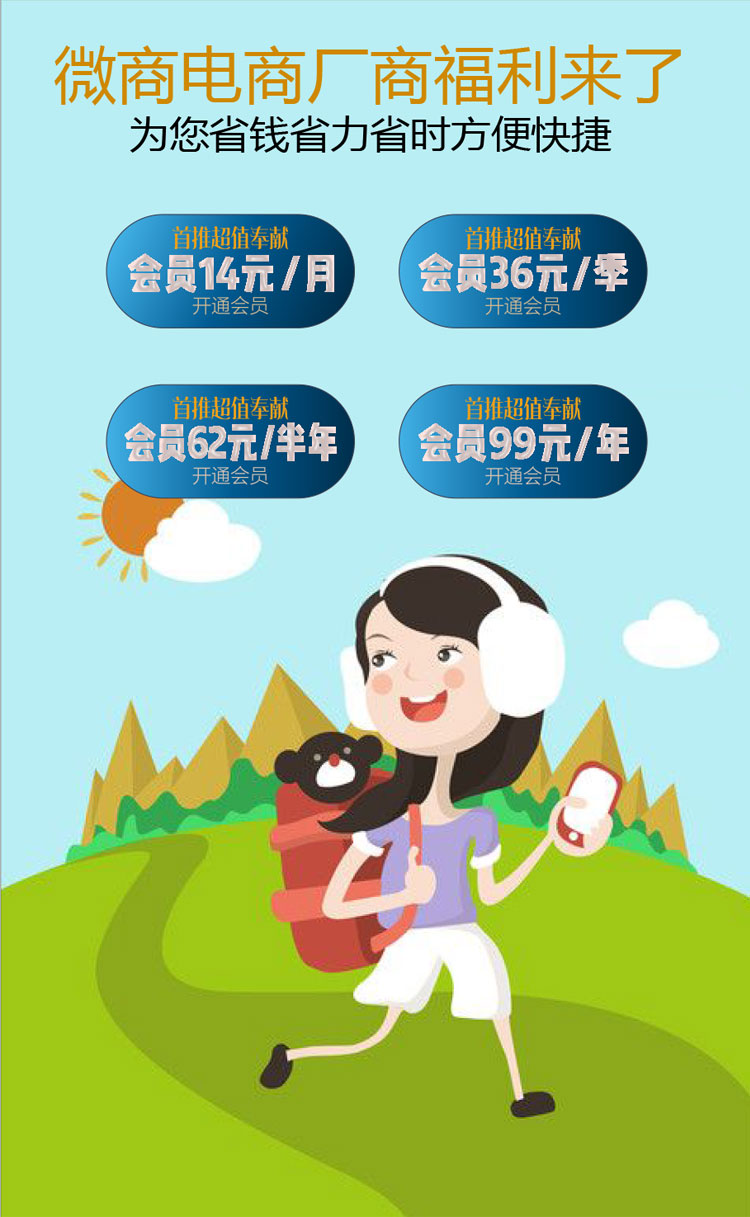 微商电商厂商福利来了
为您省钱省力省时方便快捷
首推超值奉献
会员14元/月
开通会员
首推超值奉献
会员36元/季
开通会员
首推超值奉献
会员62元/半年
开通会员
首推超值奉献
会员99元/年
开通会员